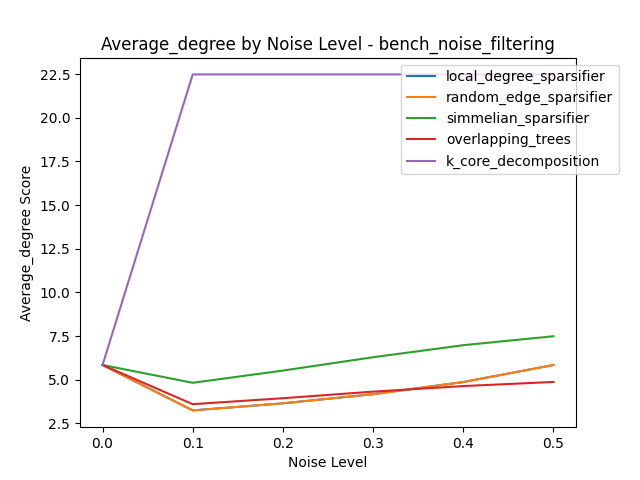 Average_degree by Noise Level - bench_noise_filtering
local_degree_sparsifier
random_edge_sparsifier
simmelian_sparsifier
overlapping_trees
k_core_decomposition
Average_degree Score
22.5
20.0
17.5
15.0
12.5
10.0
7.5
5.0
2.5
0.0 0.1 0.2 0.3 0.4 0.5
Noise Level